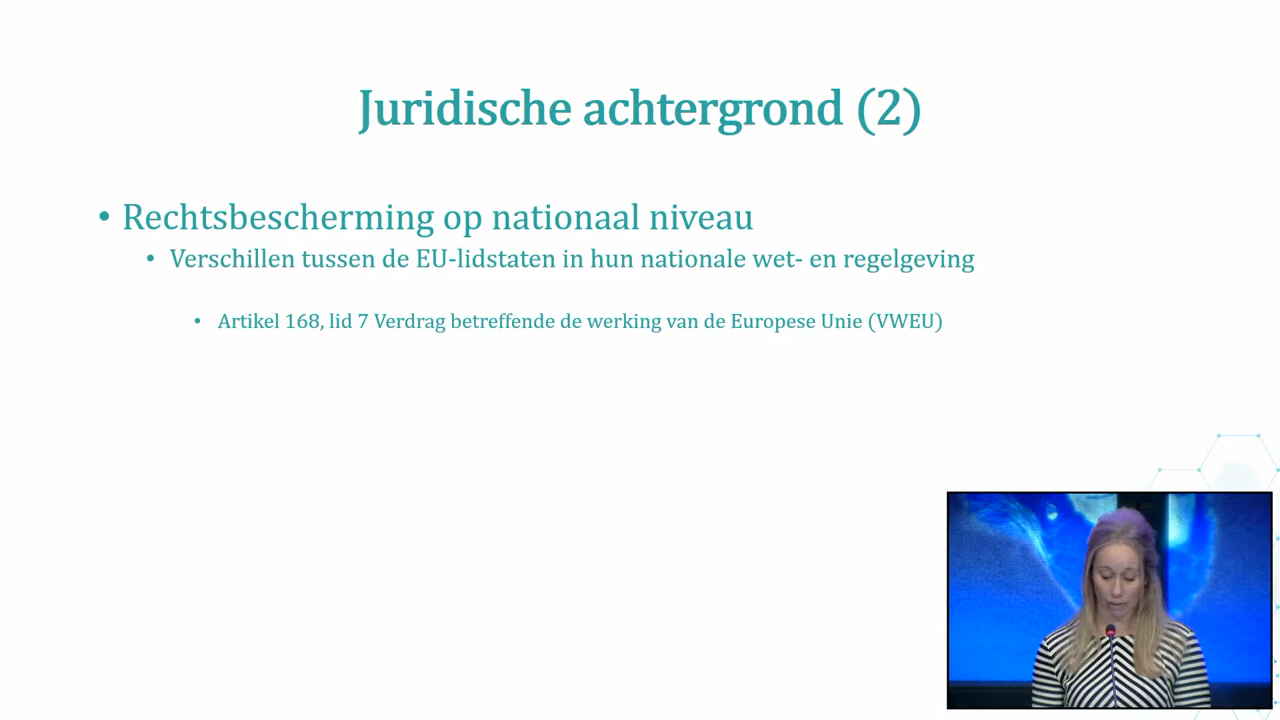 Juridische achtergrond (2)
• Rechtsbescherming op nationaal niveau
• Verschillen tussen de EU-lidstaten in hun nationale wet- en regelgeving
• Artikel 168, lid 7 Verdrag betreffende de werking van de Europese Unie (VWEU)